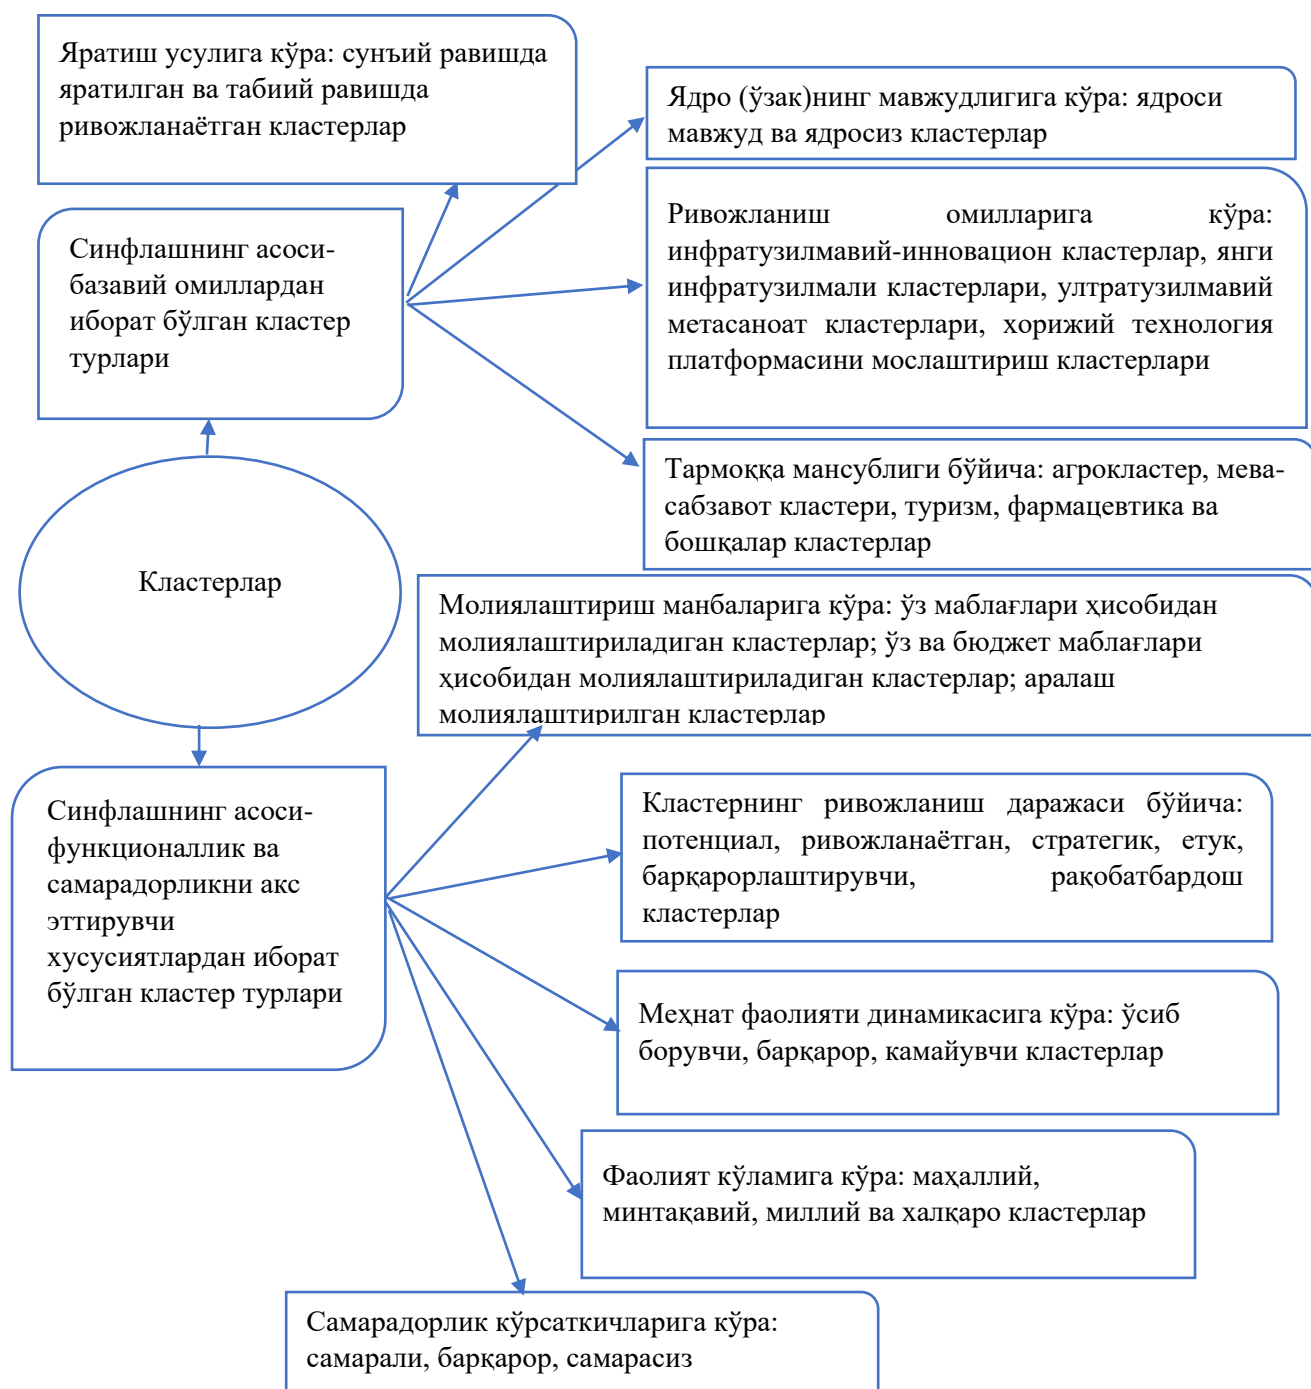 Яратиш усулига кўра: сунъий равишда
яратилган ва табиий равишда
ривожланаётган кластерлар
Ядро (ўзак)нинг мавжудлигига кўра: ядроси
мавжуд ва ядросиз кластерлар
Ривожланиш омилларига кўра:
инфратузилмавий-инновацион кластерлар, янги
инфратузилмали кластерлари, ултратузилмавий
метасаноат кластерлари, хорижий технология
платформасини мослаштириш кластерлари
Синфлашнинг асоси-
базавий омиллардан
иборат бўлган кластер
турлари
Тармоққа мансублиги бўйича: агрокластер, мева-
сабзавот кластери, туризм, фармацевтика ва
бошқалар кластерлар
Кластерлар
Молиялаштириш манбаларига кўра: ўз маблағлари ҳисобидан
молиялаштириладиган кластерлар; ўз ва бюджет маблағлари
ҳисобидан молиялаштириладиган кластерлар; аралаш
молиялаштирилган кластерлар
Синфлашнинг асоси-
функционаллик ва
самарадорликни акс
эттирувчи
хусусиятлардан иборат
бўлган кластер турлари
Кластернинг ривожланиш даражаси бўйича:
потенциал, ривожланаётган, стратегик, етук,
барқарорлаштирувчи, рақобатбардош
кластерлар
Меҳнат фаолияти динамикасига кўра: ўсиб
борувчи, барқарор, камайувчи кластерлар
Фаолият кўламига кўра: маҳаллий,
минтақавий, миллий ва халқаро кластерлар
Самарадорлик кўрсаткичларига кўра:
самарали, барқарор, самарасиз